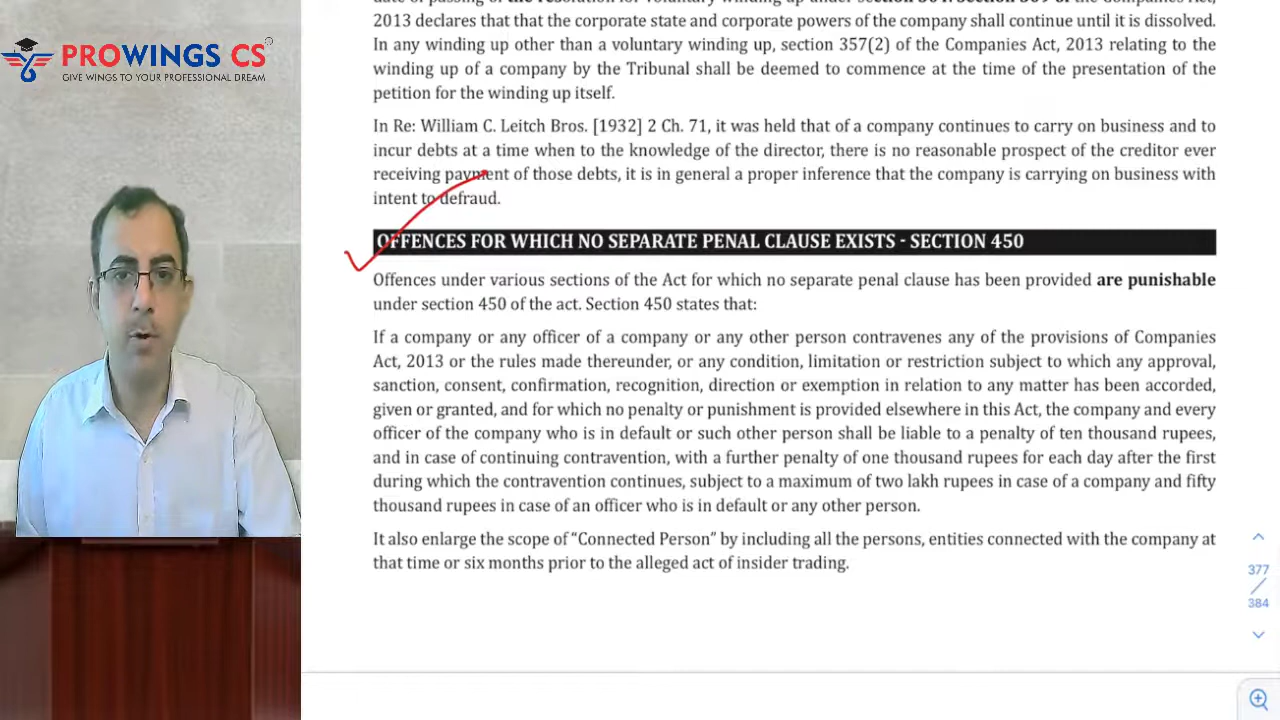 PROWINGS CS
GIVE WINGS TO YOUR PROFESSIONAL DREAM
2013 declares that that the corporate state and corporate powers of the company shall continue until it is dissolved.
In any winding up other than a voluntary winding up, section 357(2) of the Companies Act, 2013 relating to the
winding up of a company by the Tribunal shall be deemed to commence at the time of the presentation of the
petition for the winding up itself.
In Re: William C. Leitch Bros. [1932] 2 Ch. 71, it was held that of a company continues to carry on business and to
incur debts at a time when to the knowledge of the director, there is no reasonable prospect of the creditor ever
receiving payment of those debts, it is in general a proper inference that the company is carrying on business with
intent to defraud.
OFFENCES FOR WHICH NO SEPARATE PENAL CLAUSE EXISTS - SECTION 450
Offences under various sections of the Act for which no separate penal clause has been provided are punishable
under section 450 of the act. Section 450 states that:
If a company or any officer of a company or any other person contravenes any of the provisions of Companies
Act, 2013 or the rules made thereunder, or any condition, limitation or restriction subject to which any approval,
sanction, consent, confirmation, recognition, direction or exemption in relation to any matter has been accorded,
given or granted, and for which no penalty or punishment is provided elsewhere in this Act, the company and every
officer of the company who is in default or such other person shall be liable to a penalty of ten thousand rupees,
and in case of continuing contravention, with a further penalty of one thousand rupees for each day after the first
during which the contravention continues, subject to a maximum of two lakh rupees in case of a company and fifty
thousand rupees in case of an officer who is in default or any other person.
It also enlarge the scope of “Connected Person” by including all the persons, entities connected with the company at
that time or six months prior to the alleged act of insider trading.
377
/
384